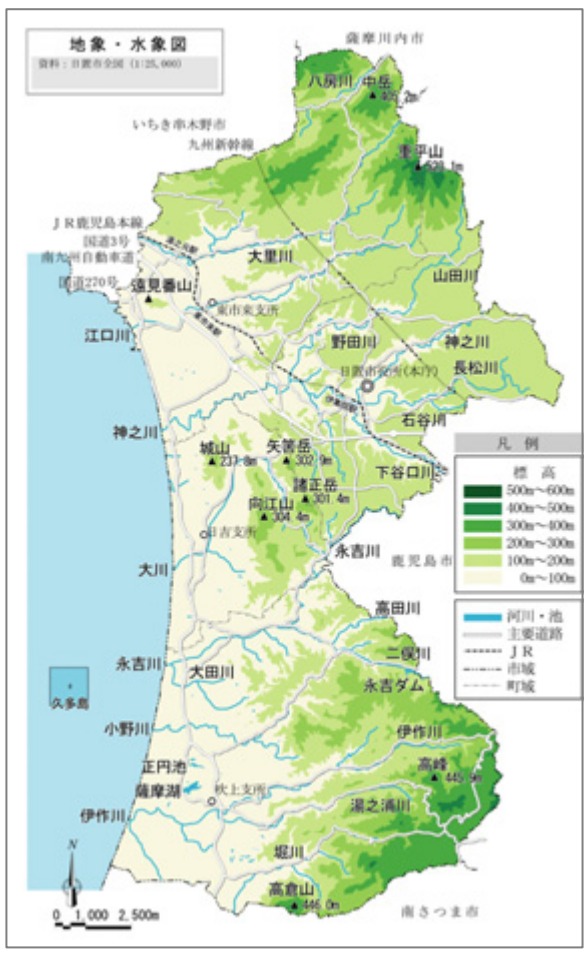 地象・水象図
資料：日置市全図（1:25,000）
薩摩川内市
八房川
中岳
いちき串木野市
九州新幹線
重平山
JR鹿児島本線
国道3号
南九州自動車道
国道270号
遠見番山
大里川
山田川
東市来支所
江口川
野田川
神之川
日置市役所(本庁)
長松川
石谷川
神之川
城山
矢筈岳
302.9m
下谷口川
諸正岳
301.4m
向江山
304.4m
日吉支所
永吉川
鹿児島市
大川
高田川
永吉川
大田川
二俣川
永吉ダム
久多島
小野川
伊作川
正円池
薩摩湖
高峰
吹上支所
湯之浦川
伊作川
堀川
高倉山
446.0m
南さつま市
N
0 1,000 2,500m
凡例
標高
500m～600m
400m～500m
300m～400m
200m～300m
100m～200m
0m～100m
河川・池
主要道路
JR
市域
町域